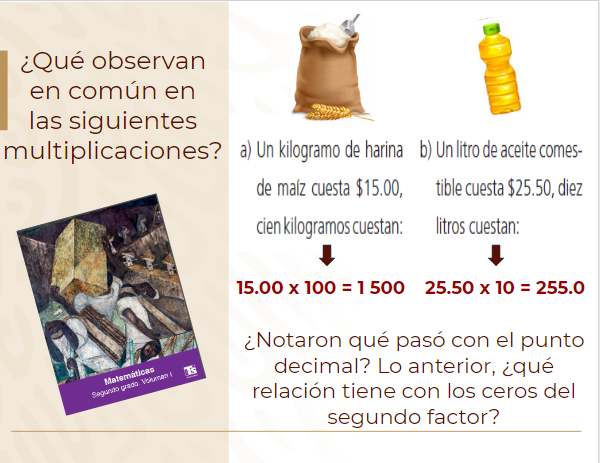 ¿Qué observan
en común en
las siguientes
multiplicaciones?
a) Un kilogramo de harina
de maíz cuesta $15.00,
cien kilogramos cuestan:
15.00 x 100 = 1 500
b) Un litro de aceite comes-
tible cuesta $25.50, diez
litros cuestan:
25.50 x 10 = 255.0
¿Notaron qué pasó con el punto
decimal? Lo anterior, ¿qué
relación tiene con los ceros del
segundo factor?
Matemáticas
Segundo grado. Volumen I
TS